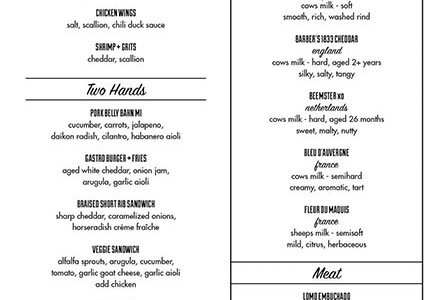 CHICKEN WINGS
salt, scallion, chili duck sauce
SHRIMP + GRITS
cheddar, scallion
Two Hands
PORK BELLY BAHN MI
cucumber, carrots, jalapeno,
daikon radish, cilantro, habanero aioli
GASTRO BURGER + FRIES
aged white cheddar, onion jam,
arugula, garlic aioli
BRAISED SHORT RIB SANDWICH
sharp cheddar, caramelized onions,
horseradish crème fraîche
VEGGIE SANDWICH
alfalfa sprouts, arugula, cucumber,
tomato, garlic goat cheese, garlic aioli
add chicken
cows milk - soft
smooth, rich, washed rind
BARBER'S 1833 CHEDDAR
england
cows milk - hard, aged 2+ years
silky, salty, tangy
BEEMSTER XO
netherlands
cows milk - hard, aged 26 months
sweet, malty, nutty
BLEU D'AUVERGNE
france
cows milk - semihard
creamy, aromatic, tart
FLEUR DU MAQUIS
france
sheeps milk - semisoft
mild, citrus, herbaceous
Meat
LOMO EMBUCHADO